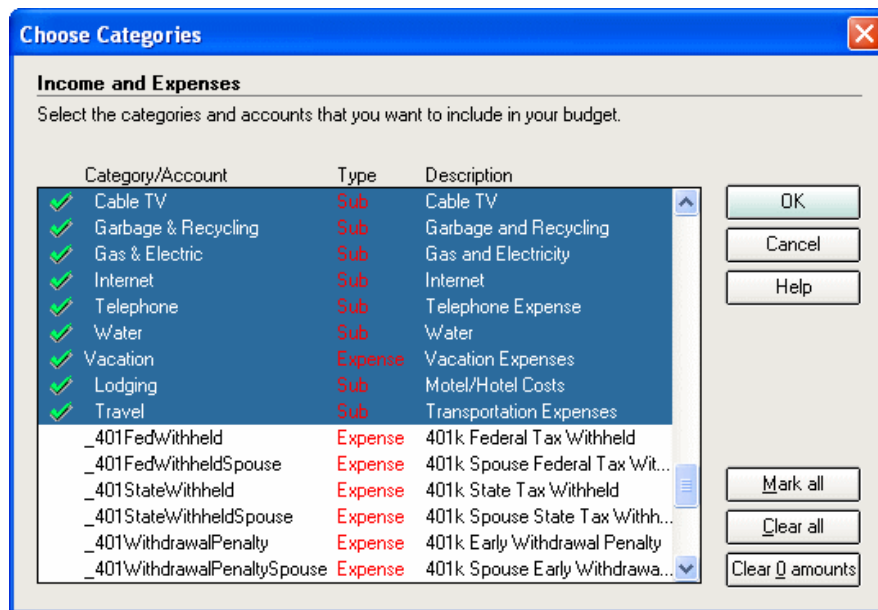 Choose Categories
Income and Expenses
Select the categories and accounts that you want to include in your budget.
Category/Account Type Description
Cable TV Sub Cable TV
Garbage & Recycling Sub Garbage and Recycling
Gas & Electric Sub Gas and Electricity
Internet Sub Internet
Telephone Sub Telephone Expense
Water Sub Water
Vacation Expense Vacation Expenses
Lodging Sub Motel/Hotel Costs
Travel Sub Transportation Expenses
_401FedWithheld Expense 401k Federal Tax Withheld
_401FedWithheldSpouse Expense 401k Spouse Federal Tax Wit...
_401StateWithheld Expense 401k State Tax Withheld
_401StateWithheldSpouse Expense 401k Spouse State Tax Withh...
_401WithdrawalPenalty Expense 401k Early Withdrawal Penalty
_401WithdrawalPenaltySpouse Expense 401k Spouse Early Withdrawa...
OK
Cancel
Help
Mark all
Clear all
Clear 0 amounts